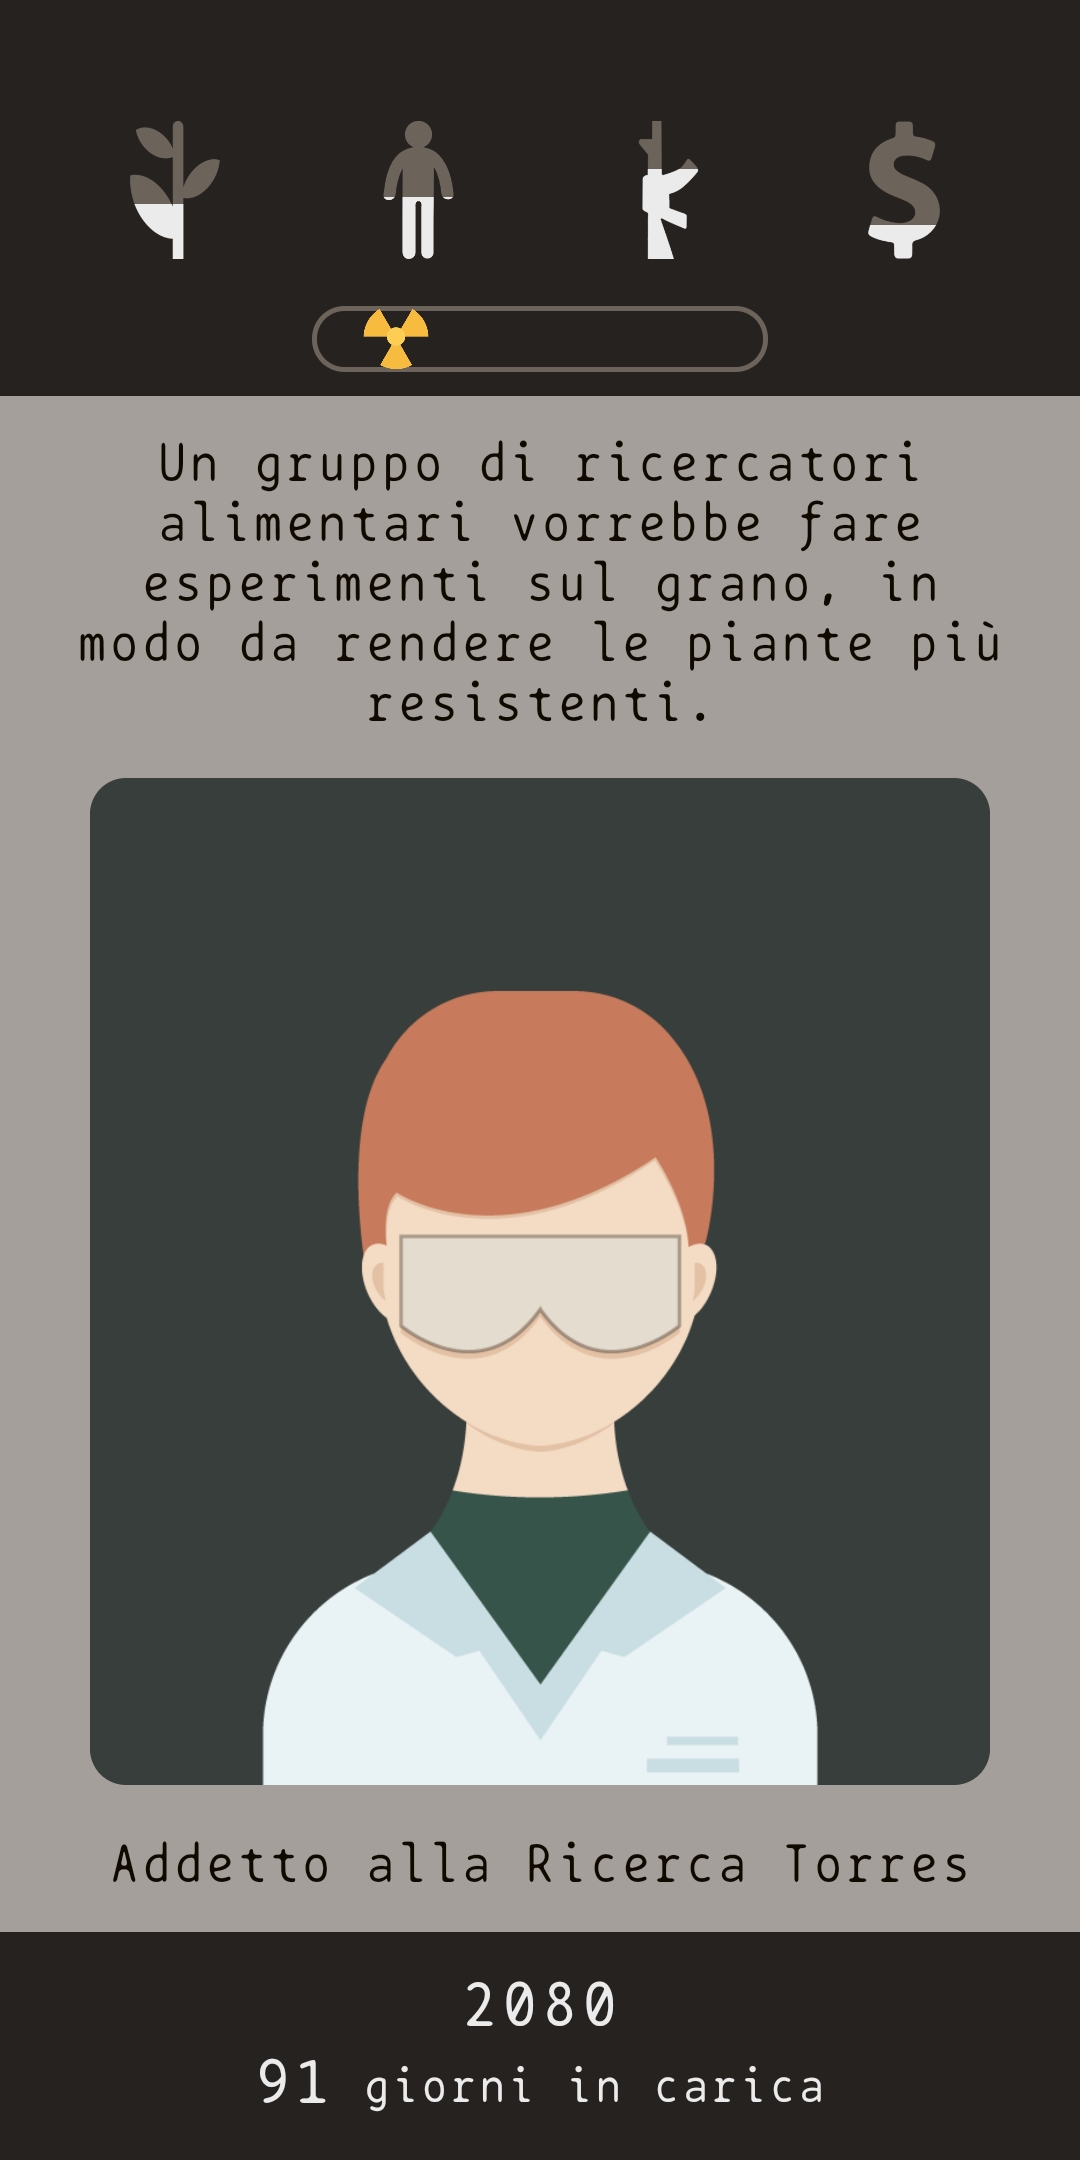 Un gruppo di ricercatori
alimentari vorrebbe fare
esperimenti sul grano, in
modo da rendere le piante più
resistenti.
Addetto alla Ricerca Torres
2080
91 giorni in carica